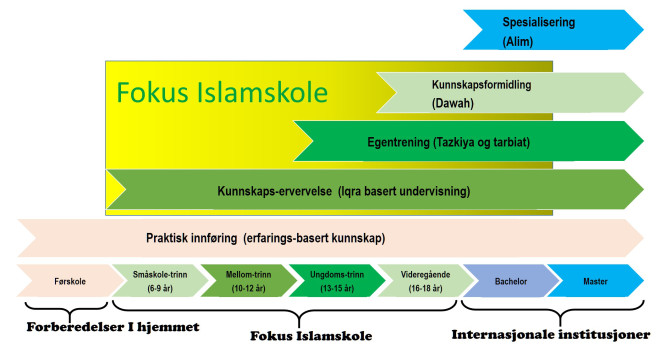 Spesialisering
(Alim)
Fokus Islamskole
Kunnskapsformidling
(Dawah)
Egentrening (Tazkiya og tarbiat)
Kunnskaps-ervervelse (Iqra basert undervisning)
Praktisk innføring (erfarings-basert kunnskap)
Førskole
Småskole-trinn
(6-9 år)
Mellom-trinn
(10-12 år)
Ungdoms-trinn
(13-15 år)
Videregående
(16-18 år)
Bachelor
Master
Forberedelser I hjemmet
Fokus Islamskole
Internasjonale institusjoner